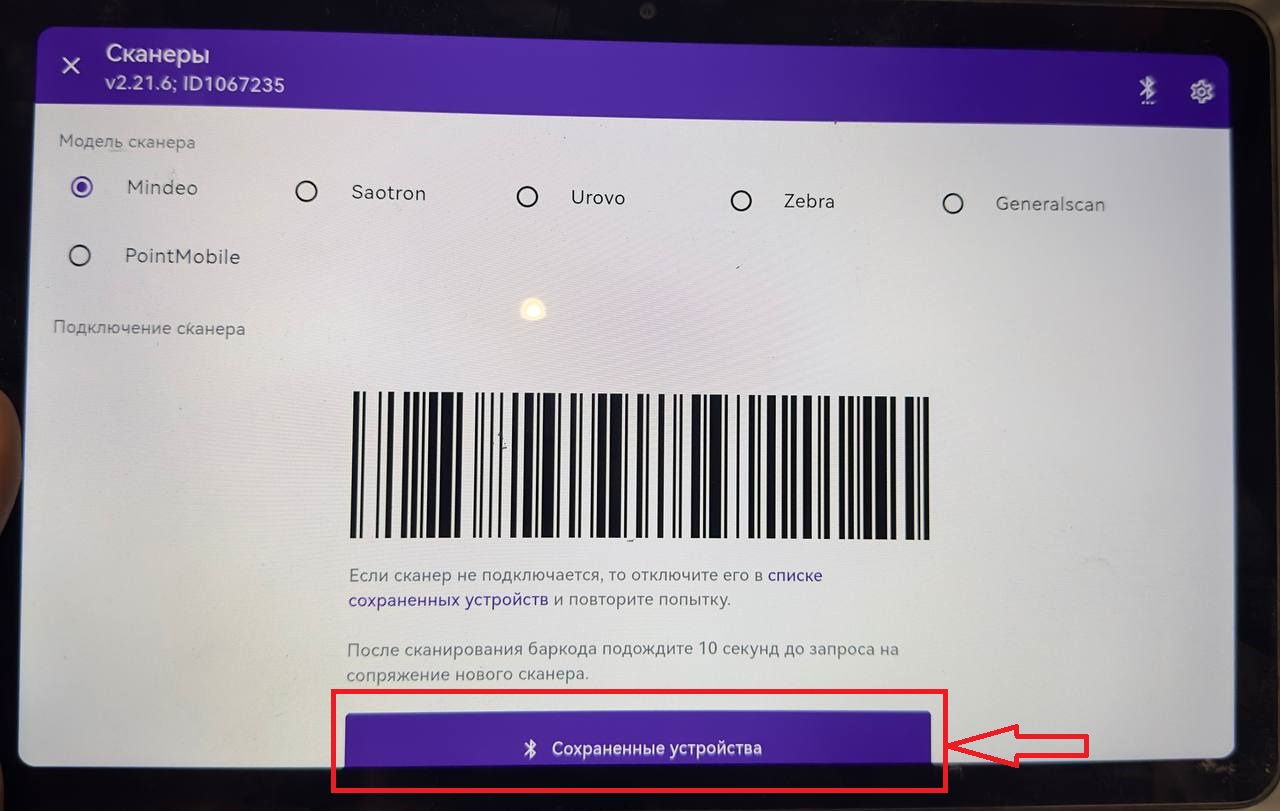 Сканеры
v2.21.6; ID1067235
Модель сканера
Mindeo
Saotron
Urovo
Zebra
Generalscan
PointMobile
Подключение сканера
Если сканер не подключается, то отключите его в списке
сохраненных устройств и повторите попытку.
После сканирования баркода подождите 10 секунд до запроса на
сопряжение нового сканера.
Сохраненные устройства